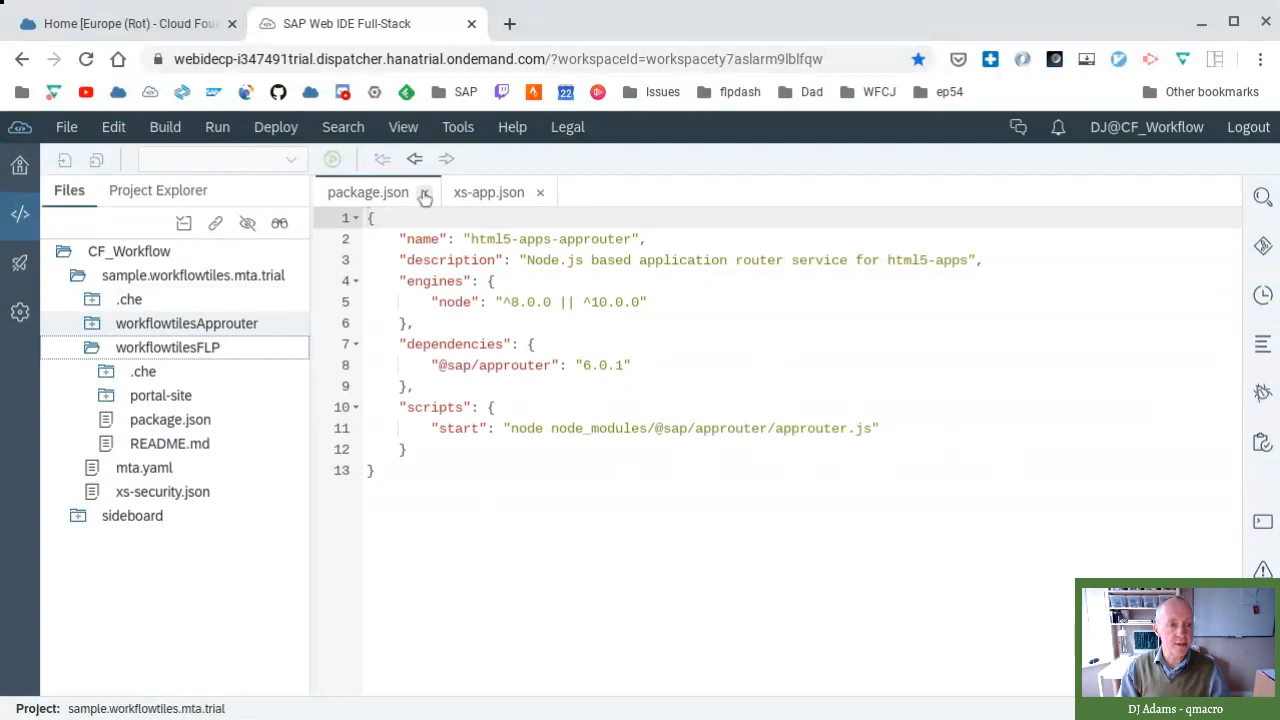 Home [Europe (Rot) - Cloud Fou
SAP Web IDE Full-Stack
webidecp-i347491trial.dispatcher.hanatrial.ondemand.com/?workspaceId=workspacety7aslarm9lblfqw
SAP
Issues
flpdash
Dad
WFCJ
ep54
Other bookmarks
File Edit Build Run Deploy Search View Tools Help Legal
DJ@CF_Workflow
Logout
Files
Project Explorer
package.json
xs-app.json
CF_Workflow
sample.workflowtiles.mta.trial
.che
workflowtilesApprouter
workflowtilesFLP
.che
portal-site
package.json
README.md
mta.yaml
xs-security.json
sideboard
1 {
2 "name": "html5-apps-approuter",
3 "description": "Node.js based application router service for html5-apps",
4 "engines": {
5 "node": "^8.0.0 || ^10.0.0"
6 },
7 "dependencies": {
8 "@sap/approuter": "6.0.1"
9 },
10 "scripts": {
11 "start": "node node_modules/@sap/approuter/approuter.js"
12 }
13 }
Project: sample.workflowtiles.mta.trial
DJ Adams - qmacro